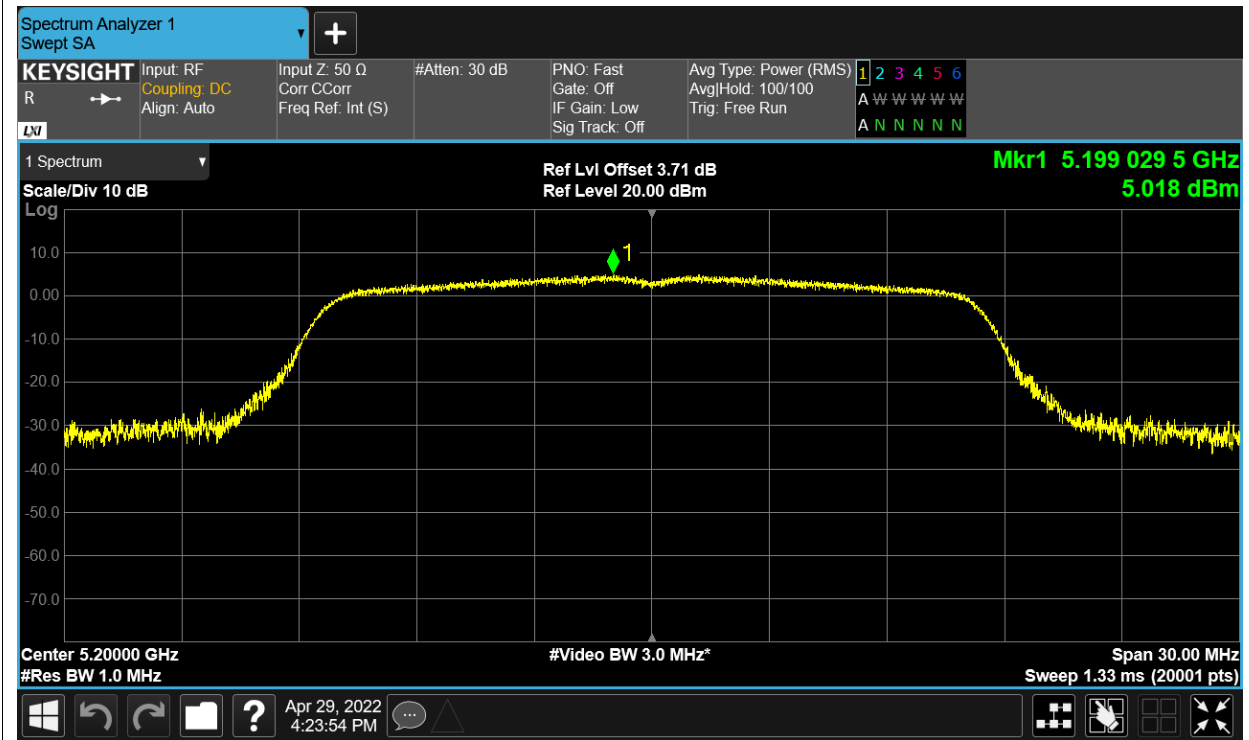 Spectrum Analyzer 1
Swept SA
KEYSIGHT
R
LXI
Input: RF
Coupling: DC
Align: Auto
Input Z: 50 Ω
Corr CCorr
Freq Ref: Int (S)
#Atten: 30 dB
PNO: Fast
Gate: Off
IF Gain: Low
Sig Track: Off
Avg Type: Power (RMS)
Avg|Hold: 100/100
Trig: Free Run
1 2 3 4 5 6
A W W W W W
A N N N N N
1 Spectrum
Scale/Div 10 dB
Log
Ref Lvl Offset 3.71 dB
Ref Level 20.00 dBm
Mkr1 5.199 029 5 GHz
5.018 dBm
1
10.0
0.00
-10.0
-20.0
-30.0
-40.0
-50.0
-60.0
-70.0
Center 5.20000 GHz
#Res BW 1.0 MHz
#Video BW 3.0 MHz*
Span 30.00 MHz
Sweep 1.33 ms (20001 pts)
?
Apr 29, 2022
4:23:54 PM